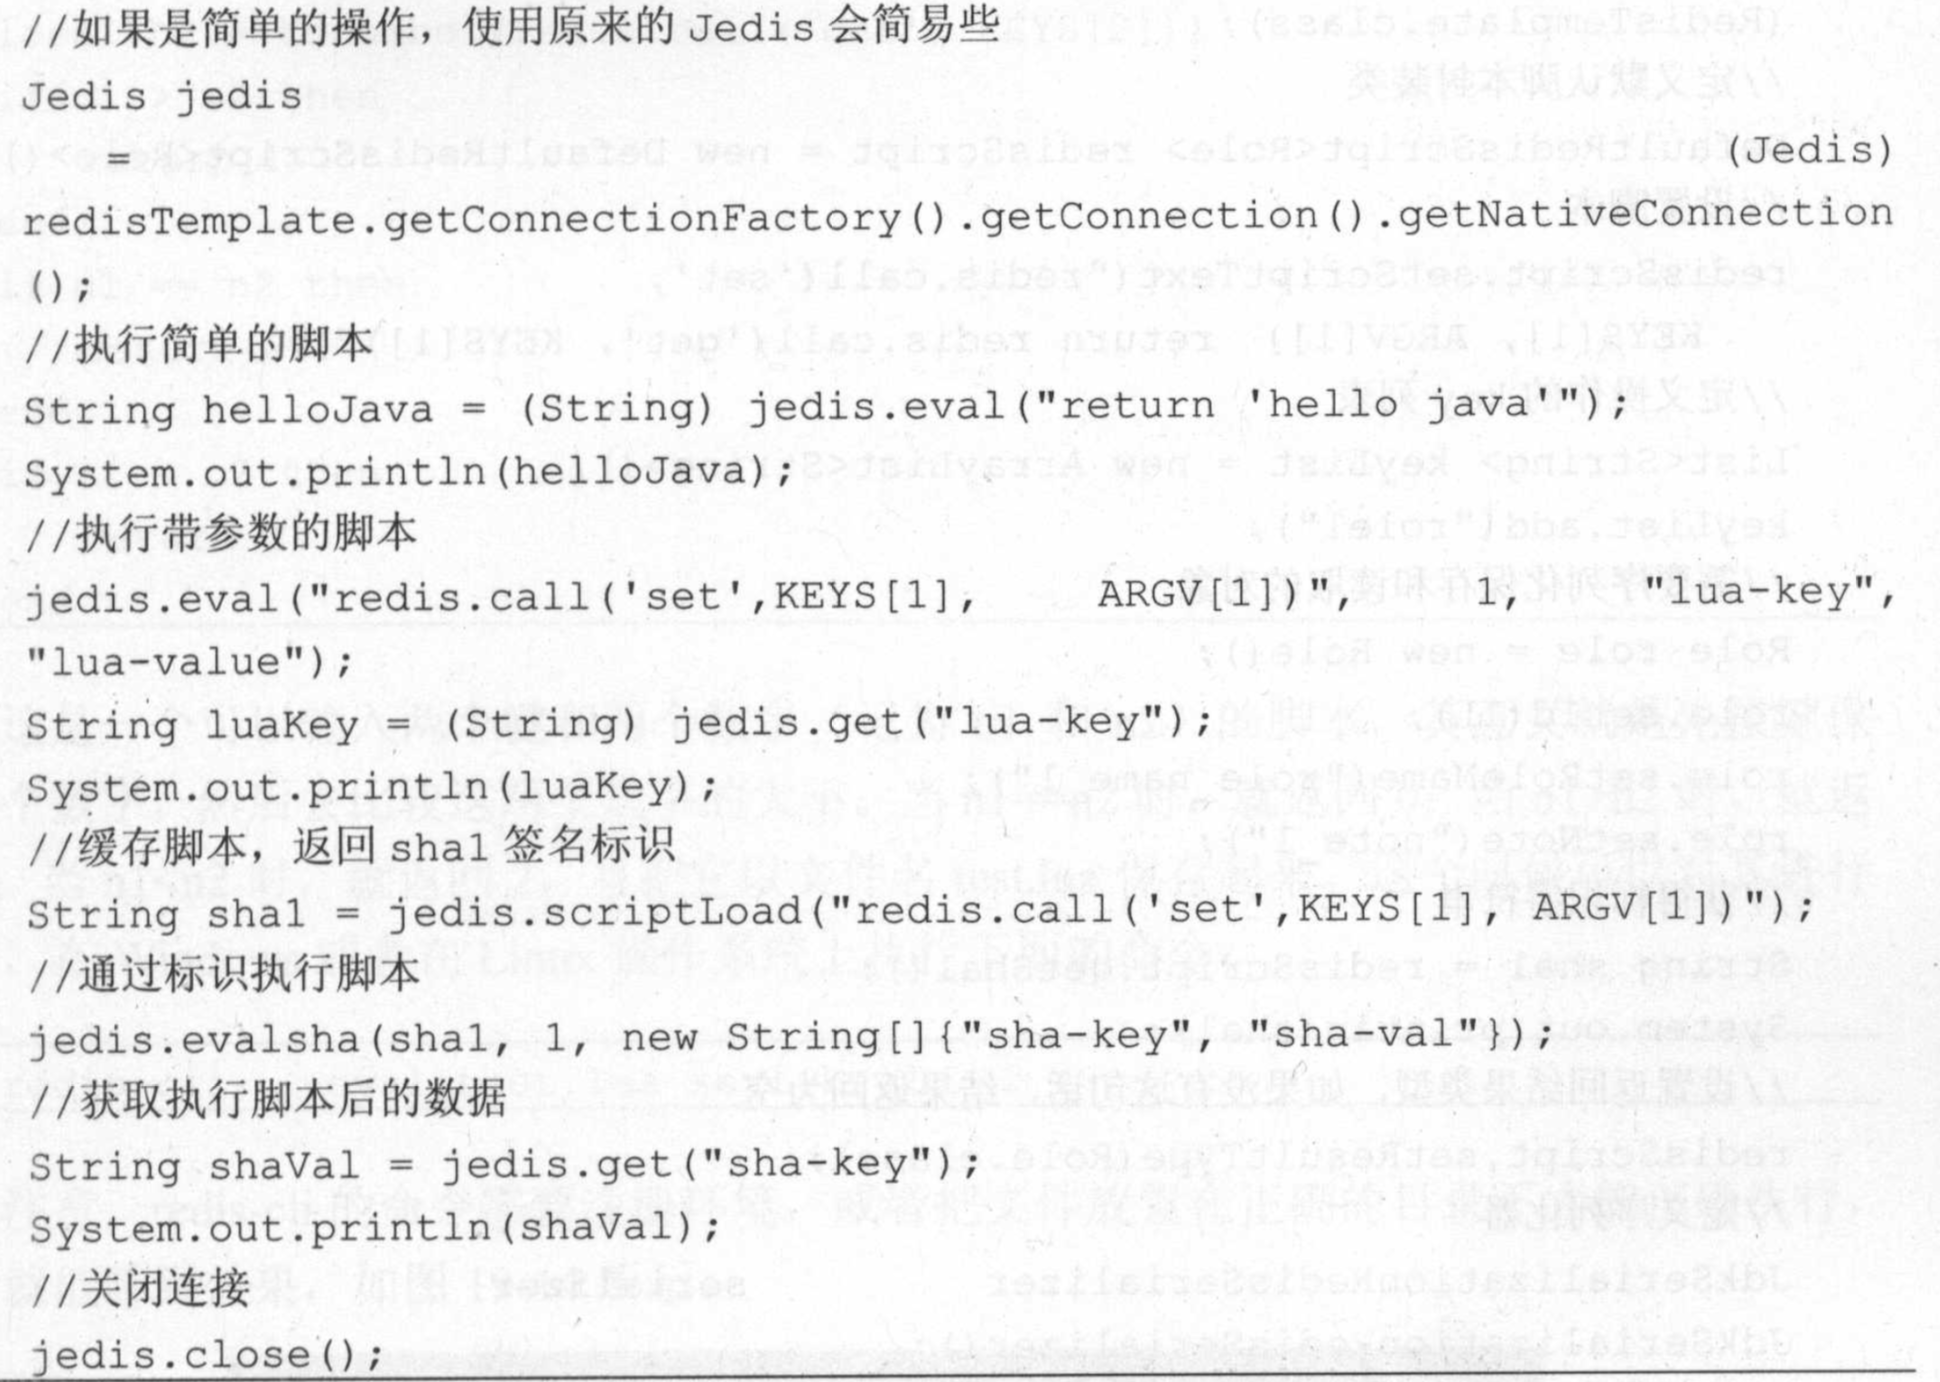 //如果是简单的操作，使用原来的 Jedis 会简易些
Jedis jedis
= (Jedis)
redisTemplate.getConnectionFactory().getConnection().getNativeConnection
();
//执行简单的脚本
String helloJava = (String) jedis.eval("return 'hello java'");
System.out.println(helloJava);
//执行带参数的脚本
jedis.eval("redis.call('set',KEYS[1], ARGV[1])", 1, "lua-key",
"lua-value");
String luaKey = (String) jedis.get("lua-key");
System.out.println(luaKey);
//缓存脚本，返回 sha1 签名标识
String sha1 = jedis.scriptLoad("redis.call('set',KEYS[1], ARGV[1])");
//通过标识执行脚本
jedis.evalsha(sha1, 1, new String[]{"sha-key", "sha-val"});
//获取执行脚本后的数据
String shaVal = jedis.get("sha-key");
System.out.println(shaVal);
//关闭连接
jedis.close();